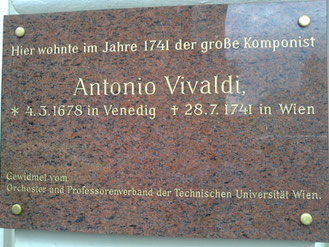 Hier wohnte im Jahre 1741 der große Komponist
Antonio Vivaldi,
* 4.3.1678 in Venedig † 28.7.1741 in Wien
Gewidmet vom
Orchester und Professorenverband der Technischen Universität Wien.